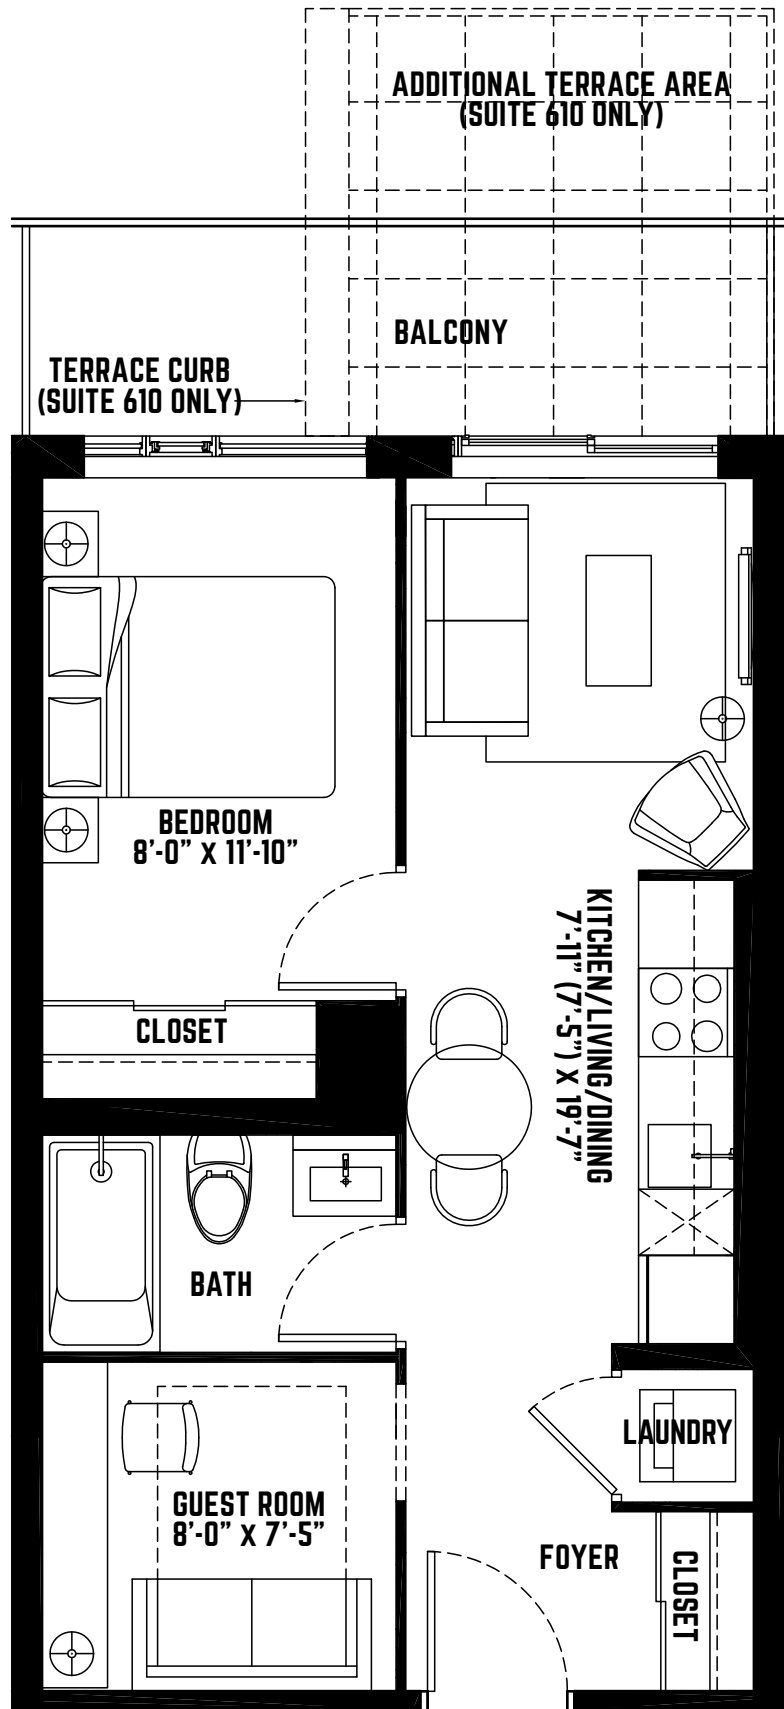 ADDITIONAL TERRACE AREA
(SUITE 610 ONLY)
BALCONY
TERRACE CURB
(SUITE 610 ONLY)
BEDROOM
8'-0" X 11'-10"
KITCHEN/LIVING/DINING
7'-11" (7'-5") X 19'-7"
CLOSET
BATH
LAUNDRY
GUEST ROOM
8'-0" X 7'-5"
FOYER
CLOSET